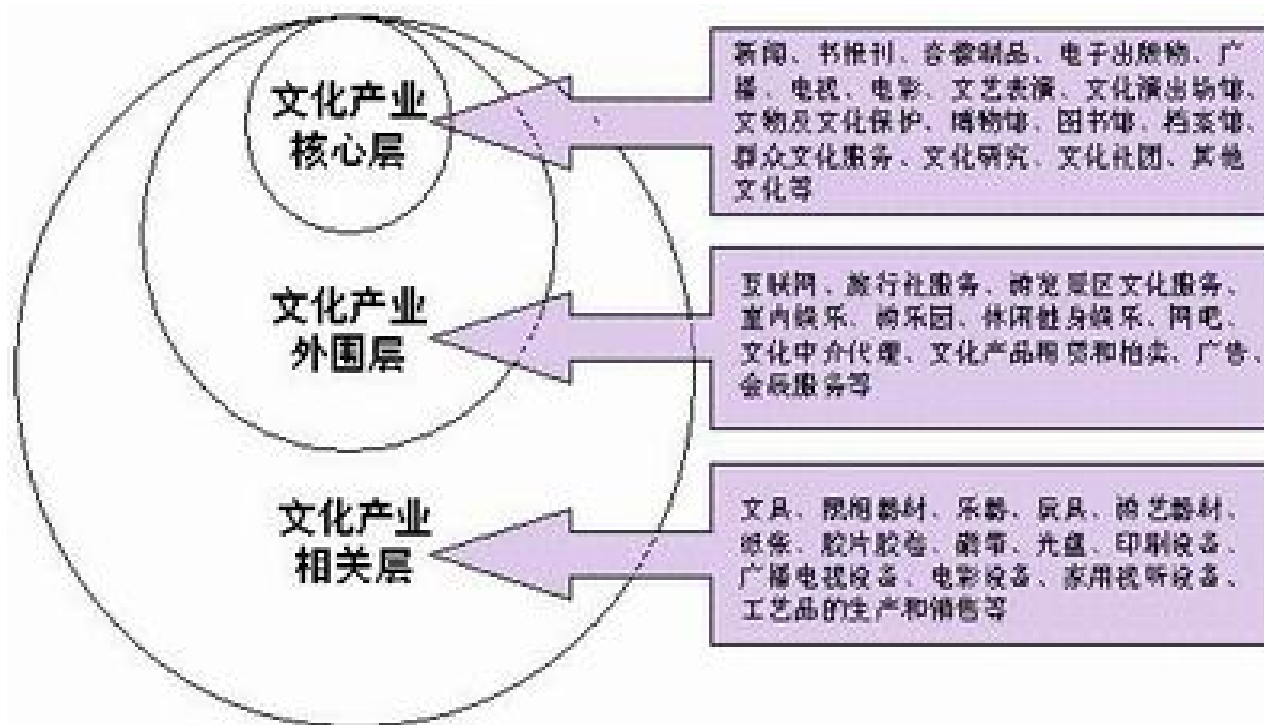 文化产业
核心层
新闻、书报刊、音像制品、电子出版物、广
播、电视、电影、文艺表演、文化演出场馆、
文物及文化保护、博物馆、图书馆、档案馆、
群众文化服务、文化研究、文化社团、其他
文化等
文化产业
外围层
互联网、旅行社服务、游览景区文化服务、
室内娱乐、游乐园、休闲健身娱乐、网吧、
文化中介代理、文化产品租赁和拍卖、广告、
会展服务等
文化产业
相关层
文具、照相器材、乐器、玩具、游艺器材、
纸张、胶片胶卷、磁带、光盘、印刷设备、
广播电视设备、电影设备、家用视听设备、
工艺品的生产和销售等